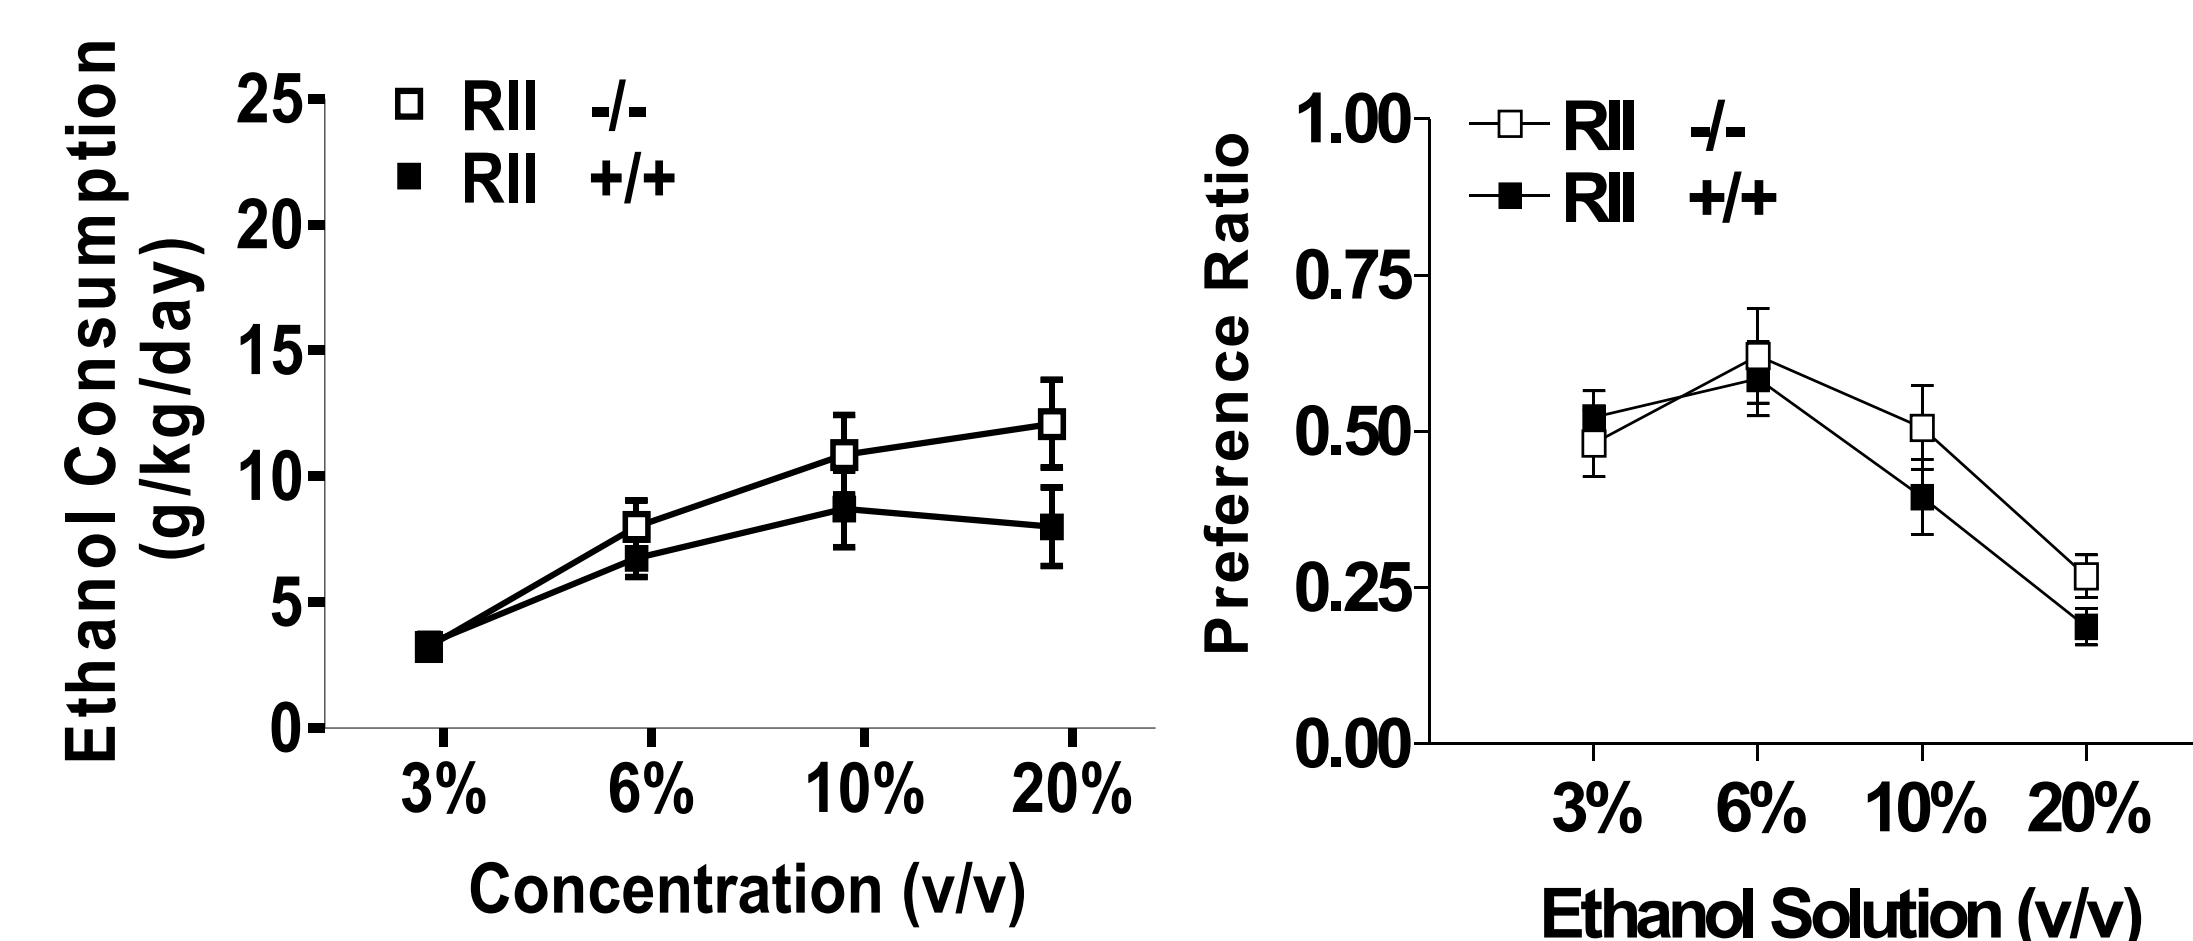 Ethanol Consumption
(g/kg/day)
25
20
15
10
5
0
RII -/-
RII +/+
3% 6% 10% 20%
Concentration (v/v)
Preference Ratio
1.00
0.75
0.50
0.25
0.00
RII -/-
RII +/+
3% 6% 10% 20%
Ethanol Solution (v/v)